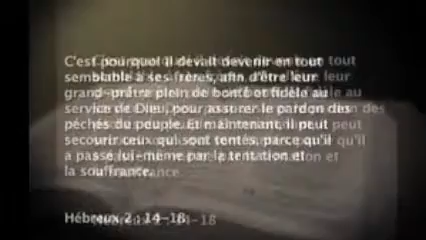 C'est pourquoi il devait devenir en tout
semblable à ses frères, afin d'être leur
grand-prêtre plein de bonté et fidèle au
service de Dieu, pour assurer le pardon des
péchés du peuple. Et maintenant, il peut
secourir ceux qui sont tentés, parce qu'il
a passé lui-même par la tentation et
la souffrance.
Hébreux 2 : 14-18